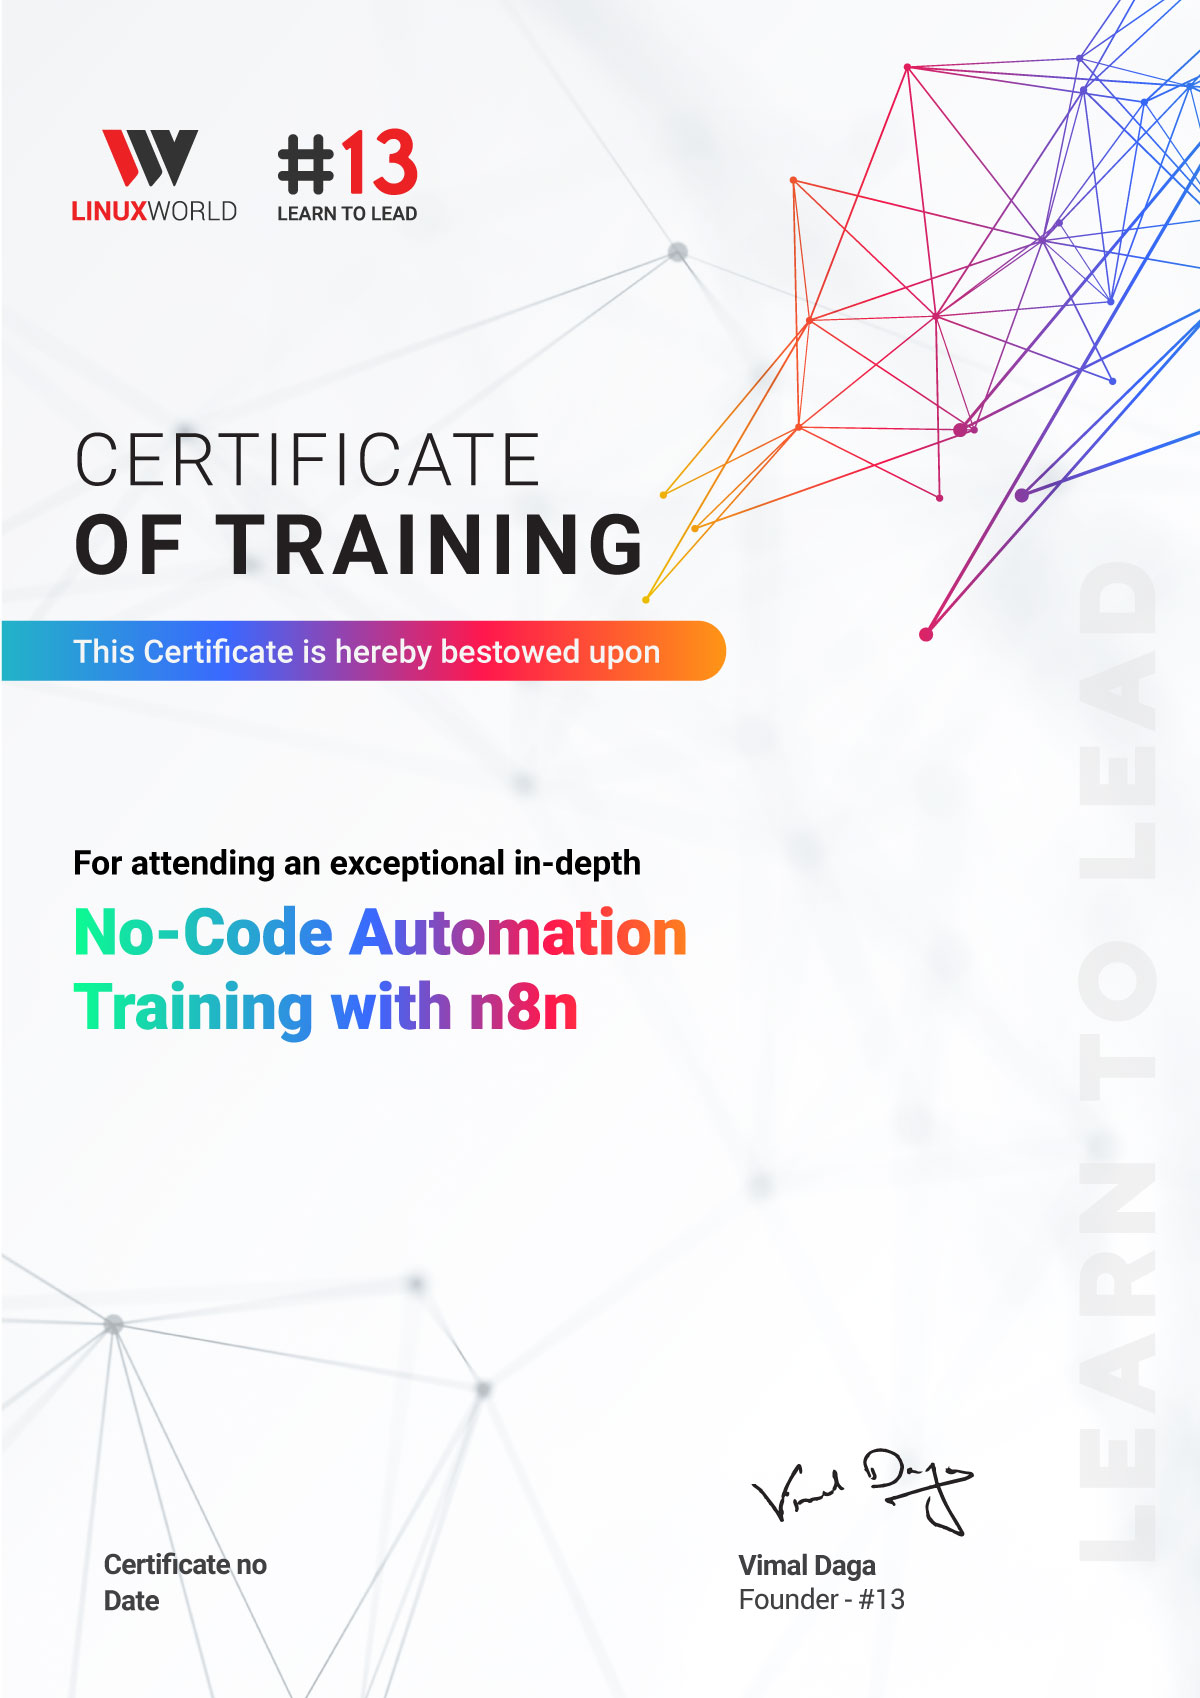 LINUXWORLD
#13
LEARN TO LEAD
CERTIFICATE
OF TRAINING
This Certificate is hereby bestowed upon
For attending an exceptional in-depth
No-Code Automation
Training with n8n
LEARN TO LEAD
Vimal Daga
Certificate no
Date
Vimal Daga
Founder - #13